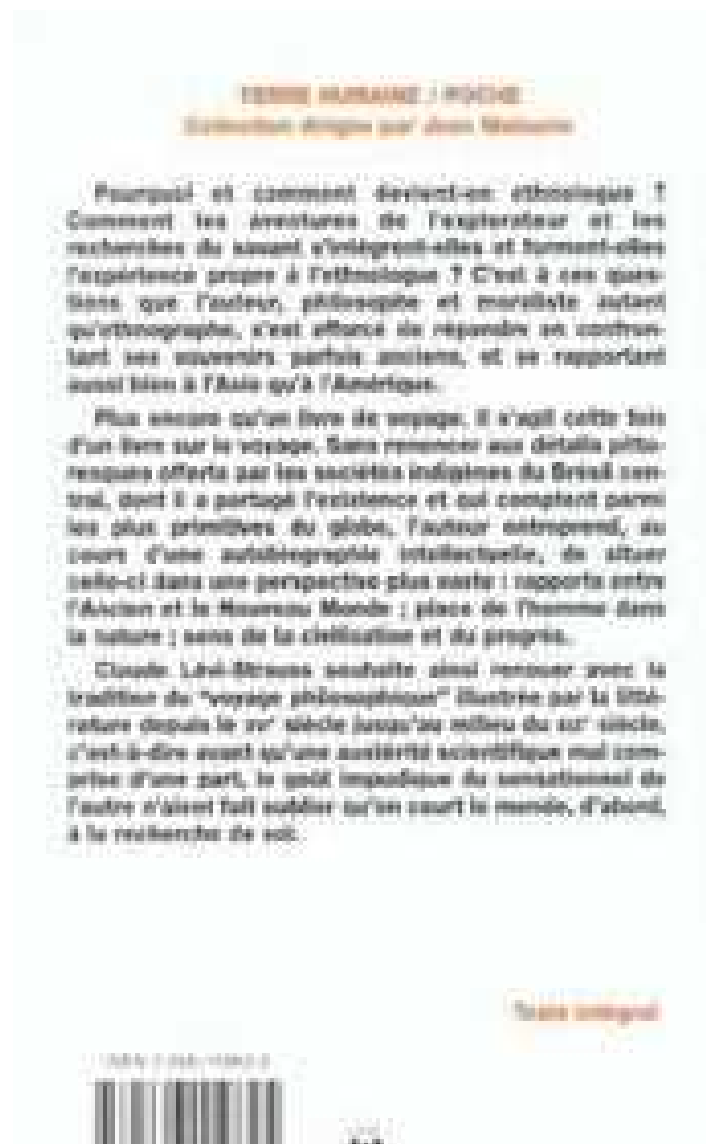 TERRE HUMAINE / POCHE
Collection dirigée par Jean Malaurie
Pourquoi et comment devient-on ethnologue ?
Comment les aventures de l'explorateur et les
recherches du savant s'intègrent-elles et forment-elles
l'expérience propre à l'ethnologue ? C'est à ces ques-
tions que l'auteur, philosophe et moraliste autant
qu'ethnographe, s'est efforcé de répondre en confron-
tant ses souvenirs parfois anciens, et se rapportant
aussi bien à l'Asie qu'à l'Amérique.
Plus encore qu'un livre de voyage, il s'agit cette fois
d'un livre sur le voyage. Sans renoncer aux détails pitto-
resques offerts par les sociétés indigènes du Brésil cen-
tral, dont il a partagé l'existence et qui comptent parmi
les plus primitives du globe, l'auteur entreprend, au
cours d'une autobiographie intellectuelle, de situer
celle-ci dans une perspective plus vaste : rapports entre
l'Ancien et le Nouveau Monde ; place de l'homme dans
la nature ; sens de la civilisation et du progrès.
Claude Lévi-Strauss souhaite ainsi renouer avec la
tradition du "voyage philosophique" illustrée par la litté-
rature depuis le siècle jusqu'au milieu du siècle,
c'est-à-dire avant qu'une austérité scientifique mal com-
prise d'une part, le goût impudique du sensationnel de
l'autre n'aient fait oublier qu'on court le monde, d'abord,
à la recherche de soi.
Texte intégral